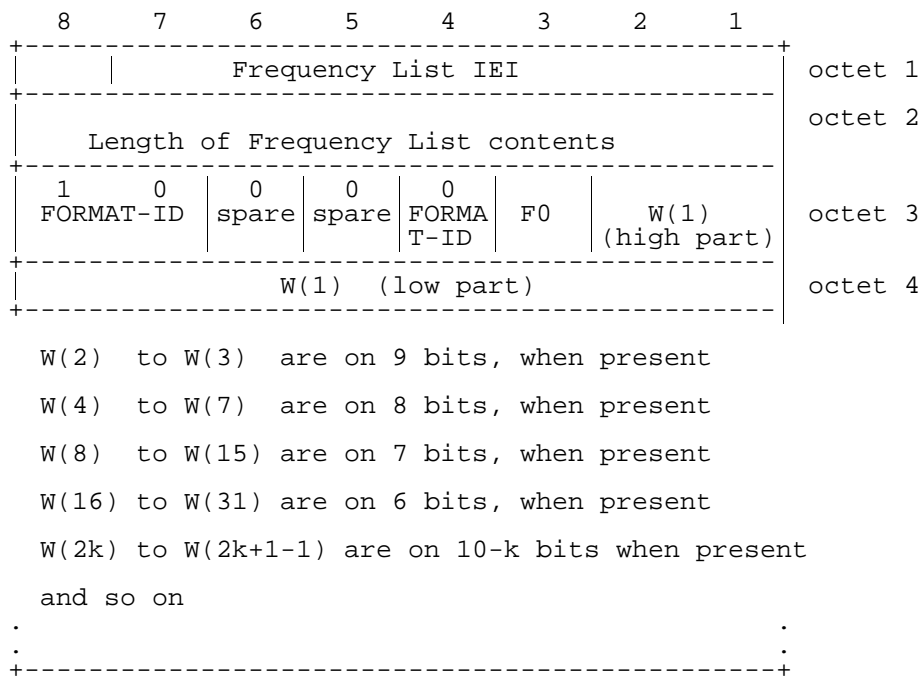 8 7 6 5 4 3 2 1
+-----------------------------------------------+
Frequency List IEI octet 1
+-----------------------------------------------
octet 2
Length of Frequency List contents
+-----------------------------------------------
1 0 0 0 0
FORMAT-ID spare spare FORMA F0 W(1) octet 3
T-ID (high part)
+-----------------------------------------------
W(1) (low part) octet 4
+-----------------------------------------------
W(2) to W(3) are on 9 bits, when present
W(4) to W(7) are on 8 bits, when present
W(8) to W(15) are on 7 bits, when present
W(16) to W(31) are on 6 bits, when present
W(2k) to W(2k+1-1) are on 10-k bits when present
and so on
. .
. .
+-----------------------------------------------+